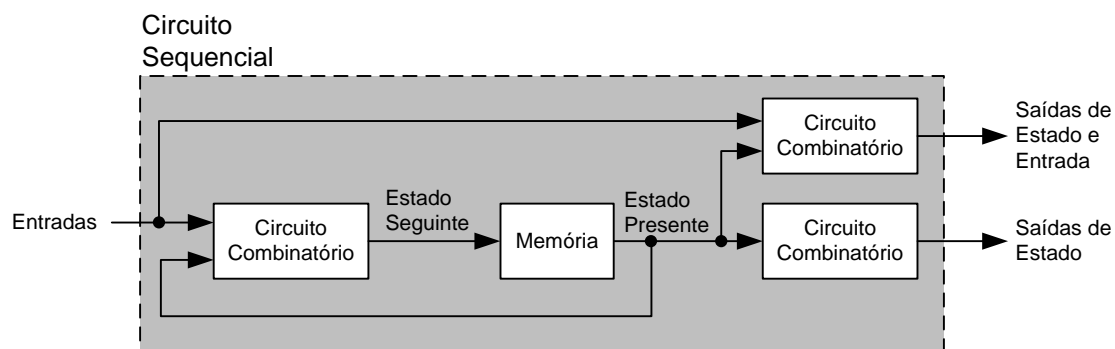 Circuito
Sequencial
Circuito
Combinatório
Saídas de
Estado e
Entrada
Entradas
Circuito
Combinatório
Estado
Seguinte
Memória
Estado
Presente
Circuito
Combinatório
Saídas de
Estado